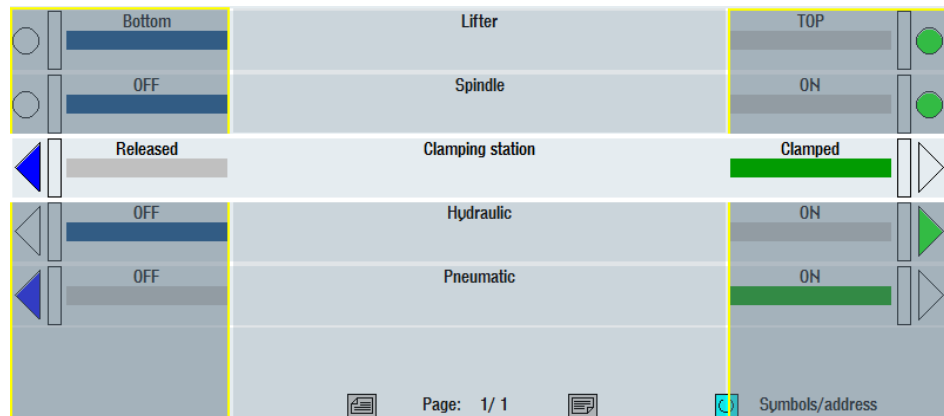 Bottom Lifter TOP
OFF Spindle ON
Released Clamping station Clamped
OFF Hydraulic ON
OFF Pneumatic ON
Page: 1/ 1 Symbols/address